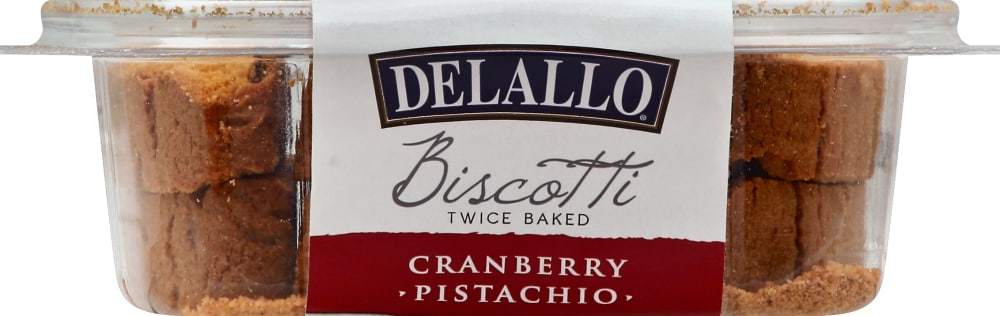 DELALLO®
Biscotti
TWICE BAKED
CRANBERRY
PISTACHIO